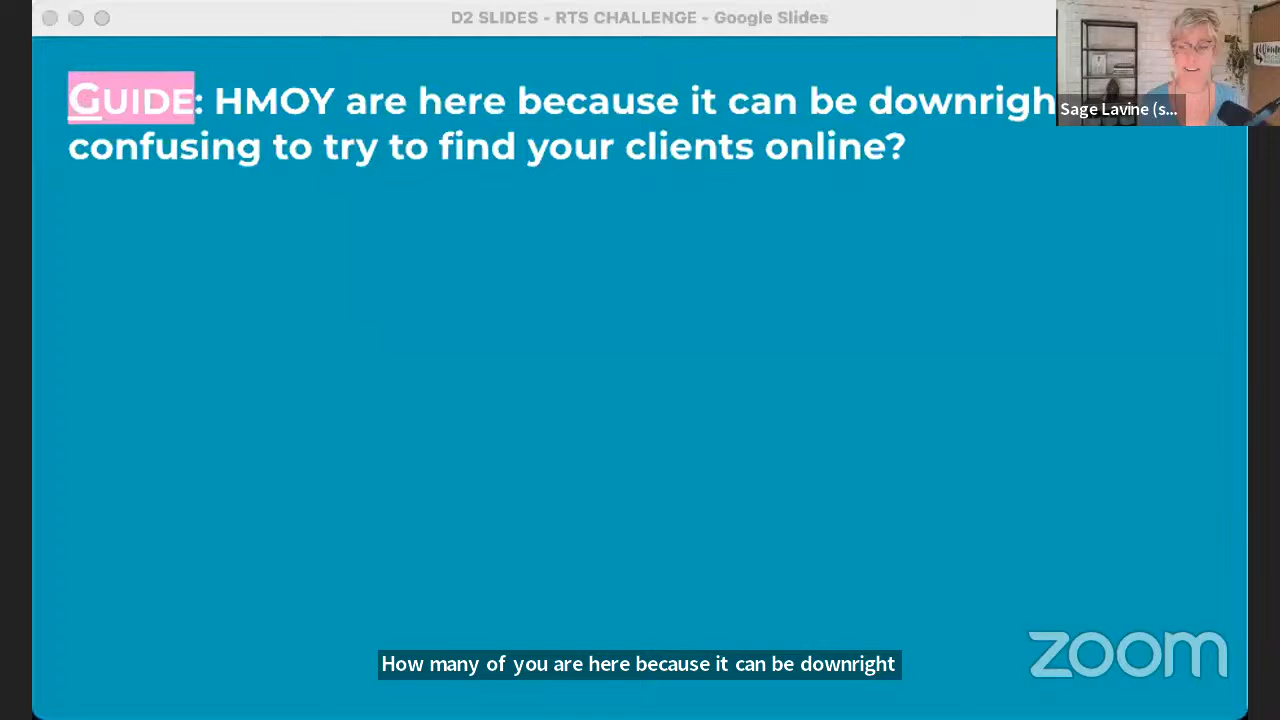 D2 SLIDES - RTS CHALLENGE - Google Slides
GUIDE: HMOY are here because it can be downrigh
confusing to try to find your clients online?
Sage Lavine (s...
How many of you are here because it can be downright
zoom